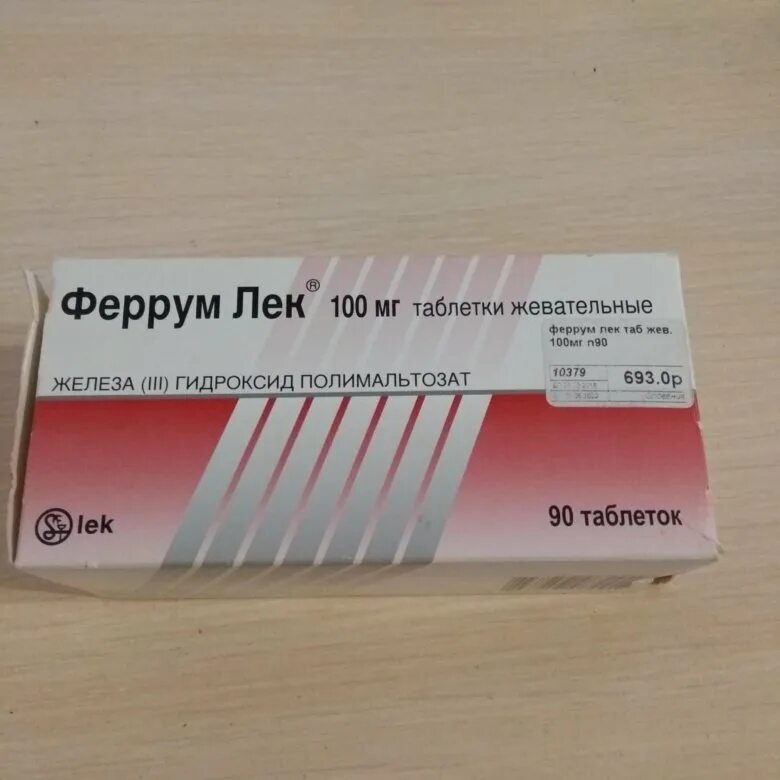 Феррум Лек® 100 мг таблетки жевательные
феррум лек таб жев.
100мг n90
10379
693.0р
Словения
ЖЕЛЕЗА (III) ГИДРОКСИД ПОЛИМАЛЬТОЗАТ
lek
90 таблеток